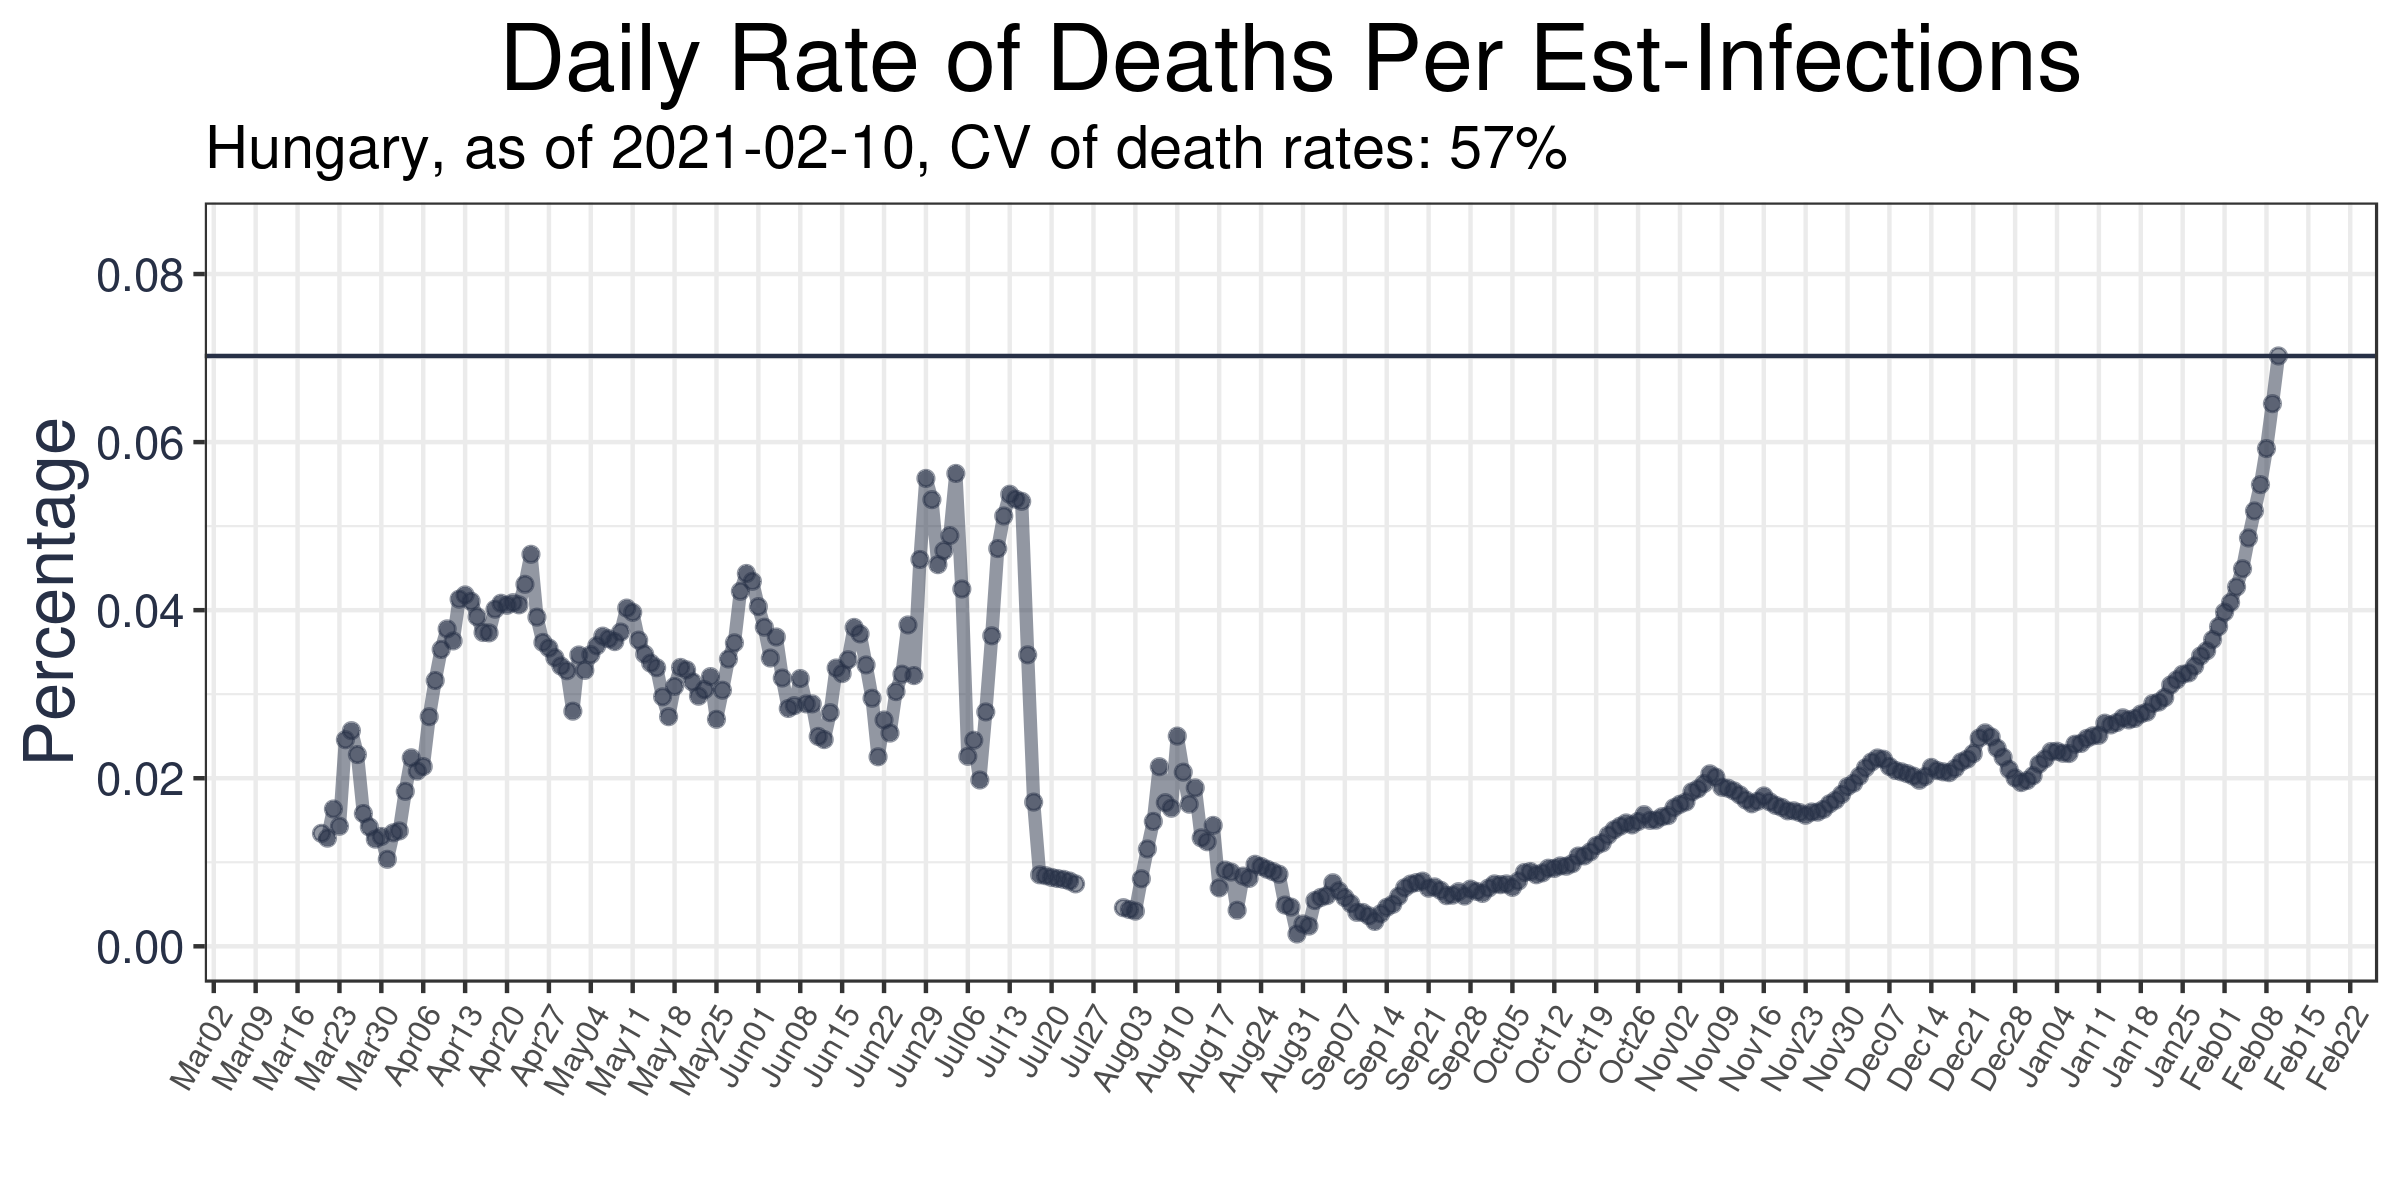 Daily Rate of Deaths Per Est-Infections
Hungary, as of 2021-02-10, CV of death rates: 57%
Percentage
0.08
0.06
0.04
0.02
0.00
Mar02
Mar09
Mar16
Mar23
Mar30
Apr06
Apr13
Apr20
Apr27
May04
May11
May18
May25
Jun01
Jun08
Jun15
Jun22
Jun29
Jul06
Jul13
Jul20
Jul27
Aug03
Aug10
Aug17
Aug24
Aug31
Sep07
Sep14
Sep21
Sep28
Oct05
Oct12
Oct19
Oct26
Nov02
Nov09
Nov16
Nov23
Nov30
Dec07
Dec14
Dec21
Dec28
Jan04
Jan11
Jan18
Jan25
Feb01
Feb08
Feb15
Feb22